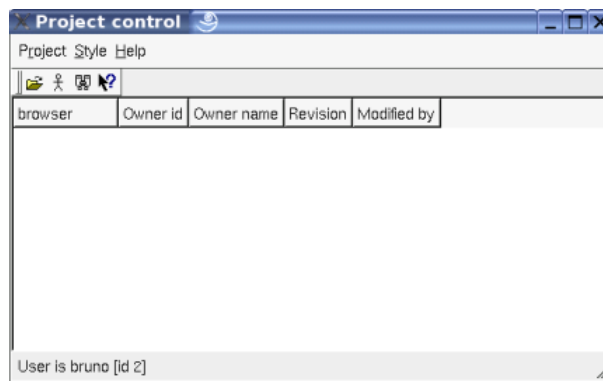 Project control
Project Style Help
browser Owner id Owner name Revision Modified by
User is bruno [id 2]